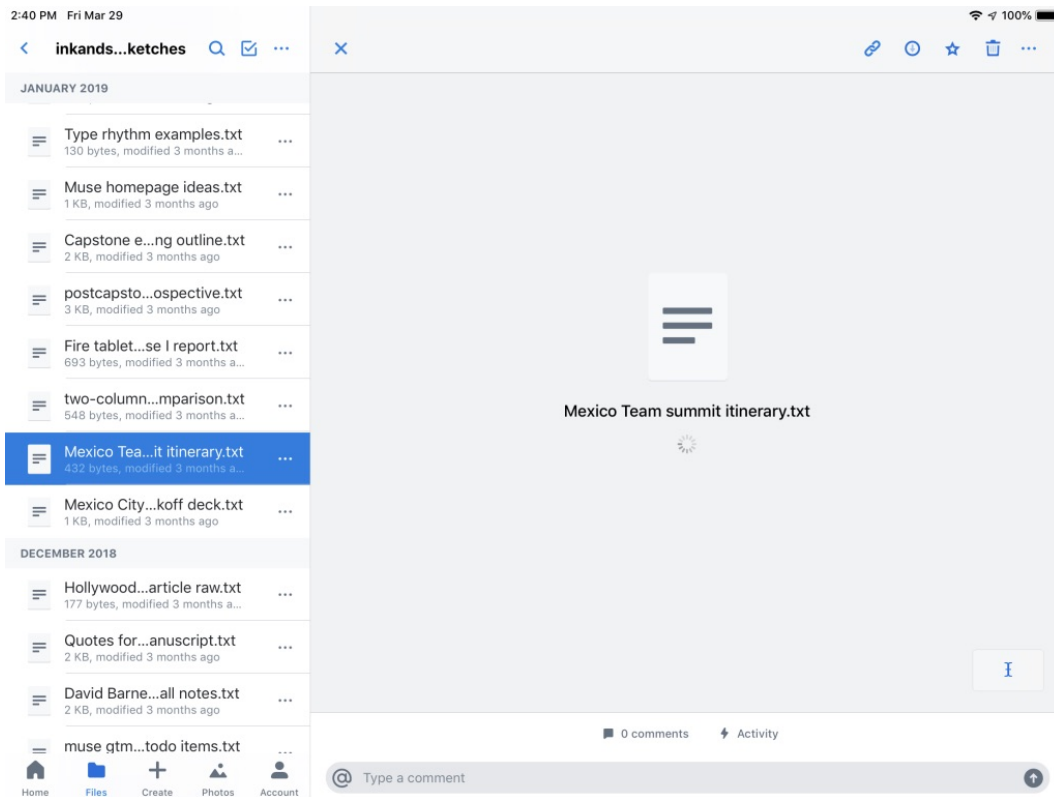 2:40 PM Fri Mar 29
100%
inkands...ketches
JANUARY 2019
Type rhythm examples.txt
130 bytes, modified 3 months a...
Muse homepage ideas.txt
1 KB, modified 3 months ago
Capstone e...ng outline.txt
2 KB, modified 3 months ago
postcapsto...ospective.txt
3 KB, modified 3 months ago
Fire tablet...se I report.txt
693 bytes, modified 3 months a...
two-column...mparison.txt
548 bytes, modified 3 months a...
Mexico Tea...it itinerary.txt
432 bytes, modified 3 months a...
Mexico City...koff deck.txt
1 KB, modified 3 months ago
DECEMBER 2018
Hollywood...article raw.txt
177 bytes, modified 3 months a...
Quotes for...anuscript.txt
2 KB, modified 3 months ago
David Barne...all notes.txt
2 KB, modified 3 months ago
muse gtm...todo items.txt
Home Files Create Photos Account
Mexico Team summit itinerary.txt
0 comments Activity
@ Type a comment